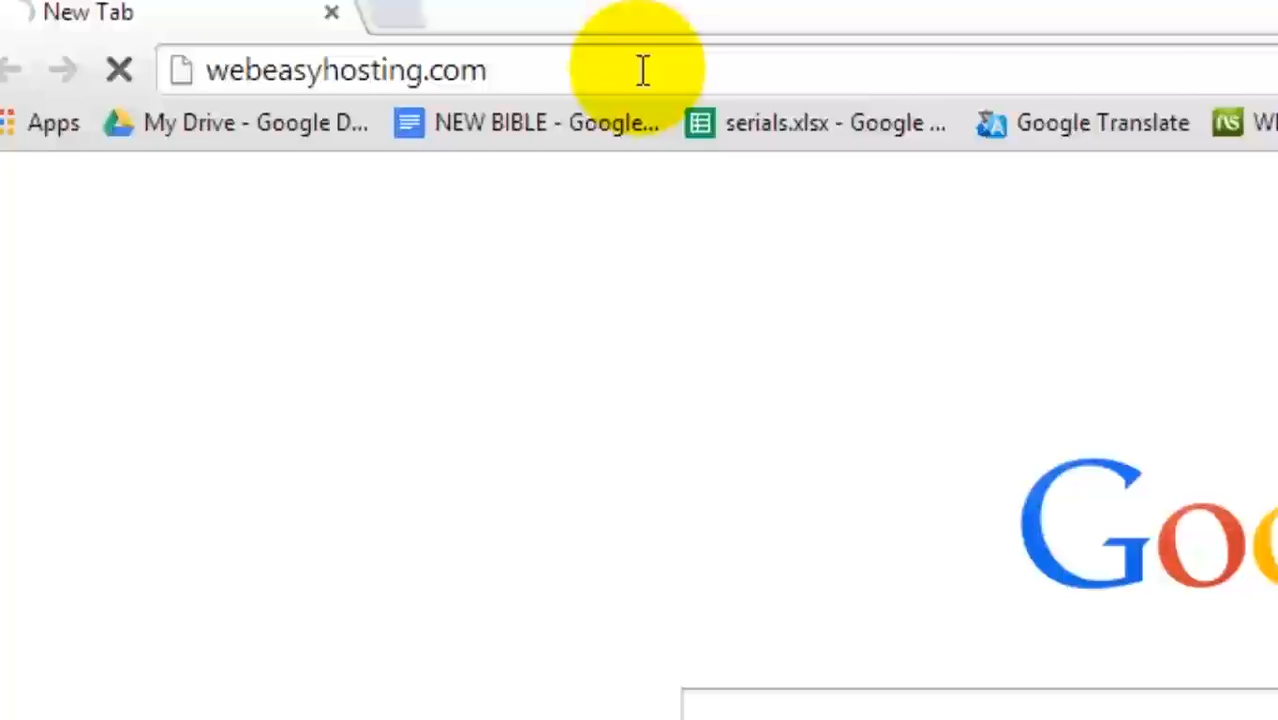 New Tab
webeasyhosting.com
Apps My Drive - Google D... NEW BIBLE - Google... serials.xlsx - Google ... Google Translate
Goo